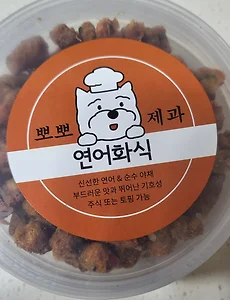 뽀뽀 제과
연어화식
신선한 연어 & 순수 야채
부드러운 맛과 뛰어난 기호성
주식 또는 토핑 가능